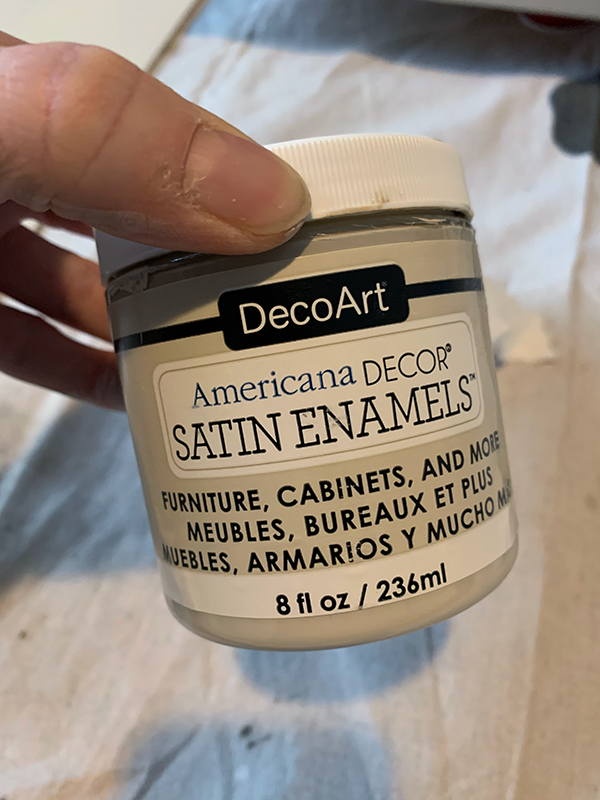 DecoArt®
Americana DECOR®
SATIN ENAMELS™
FURNITURE, CABINETS, AND MORE
MEUBLES, BUREAUX ET PLUS
MUEBLES, ARMARIOS Y MUCHO
8 fl oz / 236ml